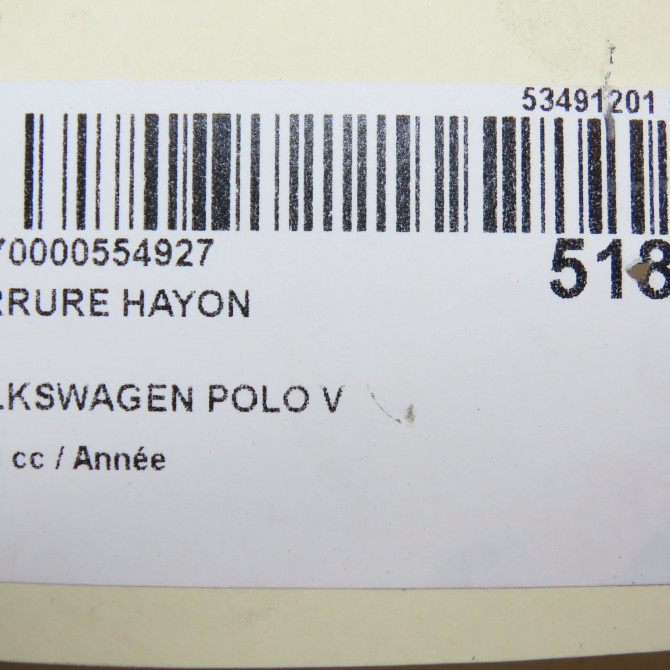 53491201
70000554927
518
RRURE HAYON
LKSWAGEN POLO V
cc / Année